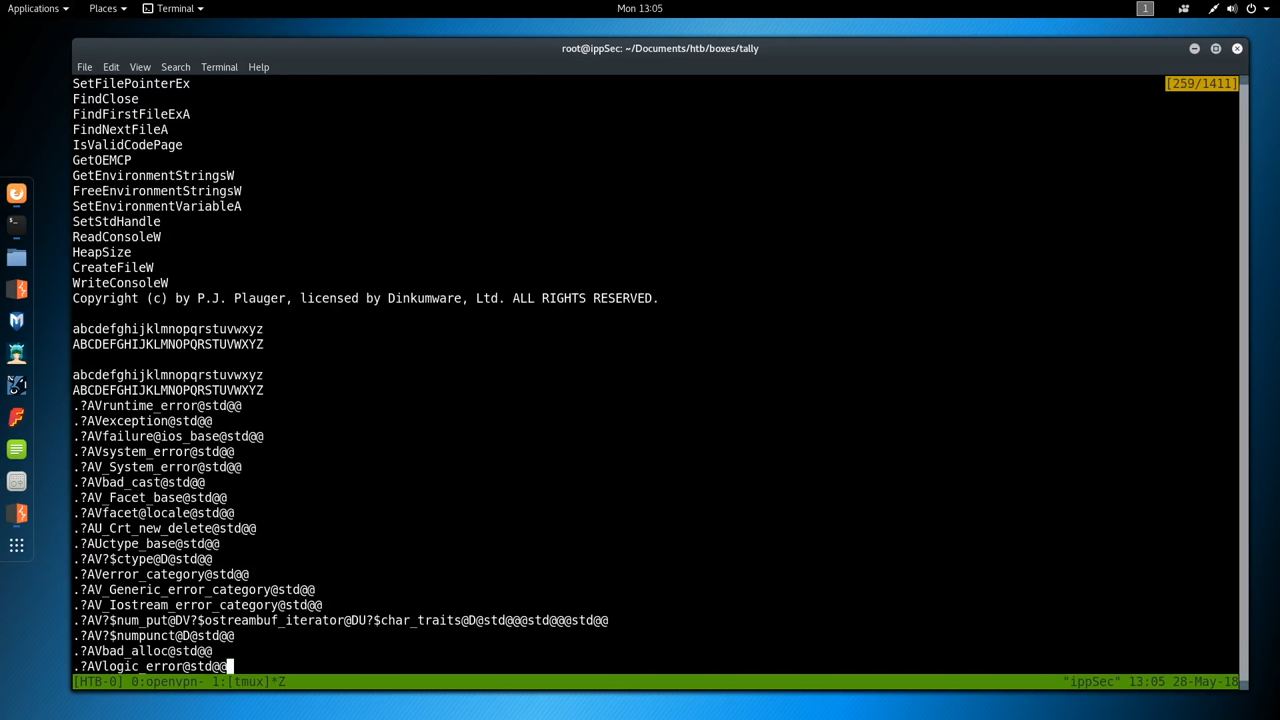 Applications Places Terminal Mon 13:05 1
root@ippSec: ~/Documents/htb/boxes/tally
File Edit View Search Terminal Help
SetFilePointerEx [259/1411]
FindClose
FindFirstFileExA
FindNextFileA
IsValidCodePage
GetOEMCP
GetEnvironmentStringsW
FreeEnvironmentStringsW
SetEnvironmentVariableA
SetStdHandle
ReadConsoleW
HeapSize
CreateFileW
WriteConsoleW
Copyright (c) by P.J. Plauger, licensed by Dinkumware, Ltd. ALL RIGHTS RESERVED.
abcdefghijklmnopqrstuvwxyz
ABCDEFGHIJKLMNOPQRSTUVWXYZ
abcdefghijklmnopqrstuvwxyz
ABCDEFGHIJKLMNOPQRSTUVWXYZ
.?AVruntime_error@std@@
.?AVexception@std@@
.?AVfailure@ios_base@std@@
.?AVsystem_error@std@@
.?AV_System_error@std@@
.?AVbad_cast@std@@
.?AV_Facet_base@std@@
.?AVfacet@locale@std@@
.?AU_Crt_new_delete@std@@
.?AUctype_base@std@@
.?AV?$ctype@D@std@@
.?AVerror_category@std@@
.?AV_Generic_error_category@std@@
.?AV_Iostream_error_category@std@@
.?AV?$num_put@DV?$ostreambuf_iterator@DU?$char_traits@D@std@@@std@@@std@@
.?AV?$numpunct@D@std@@
.?AVbad_alloc@std@@
.?AVlogic_error@std@@
[HTB-0] 0:openvpn- 1:[tmux]*Z "ippSec" 13:05 28-May-18